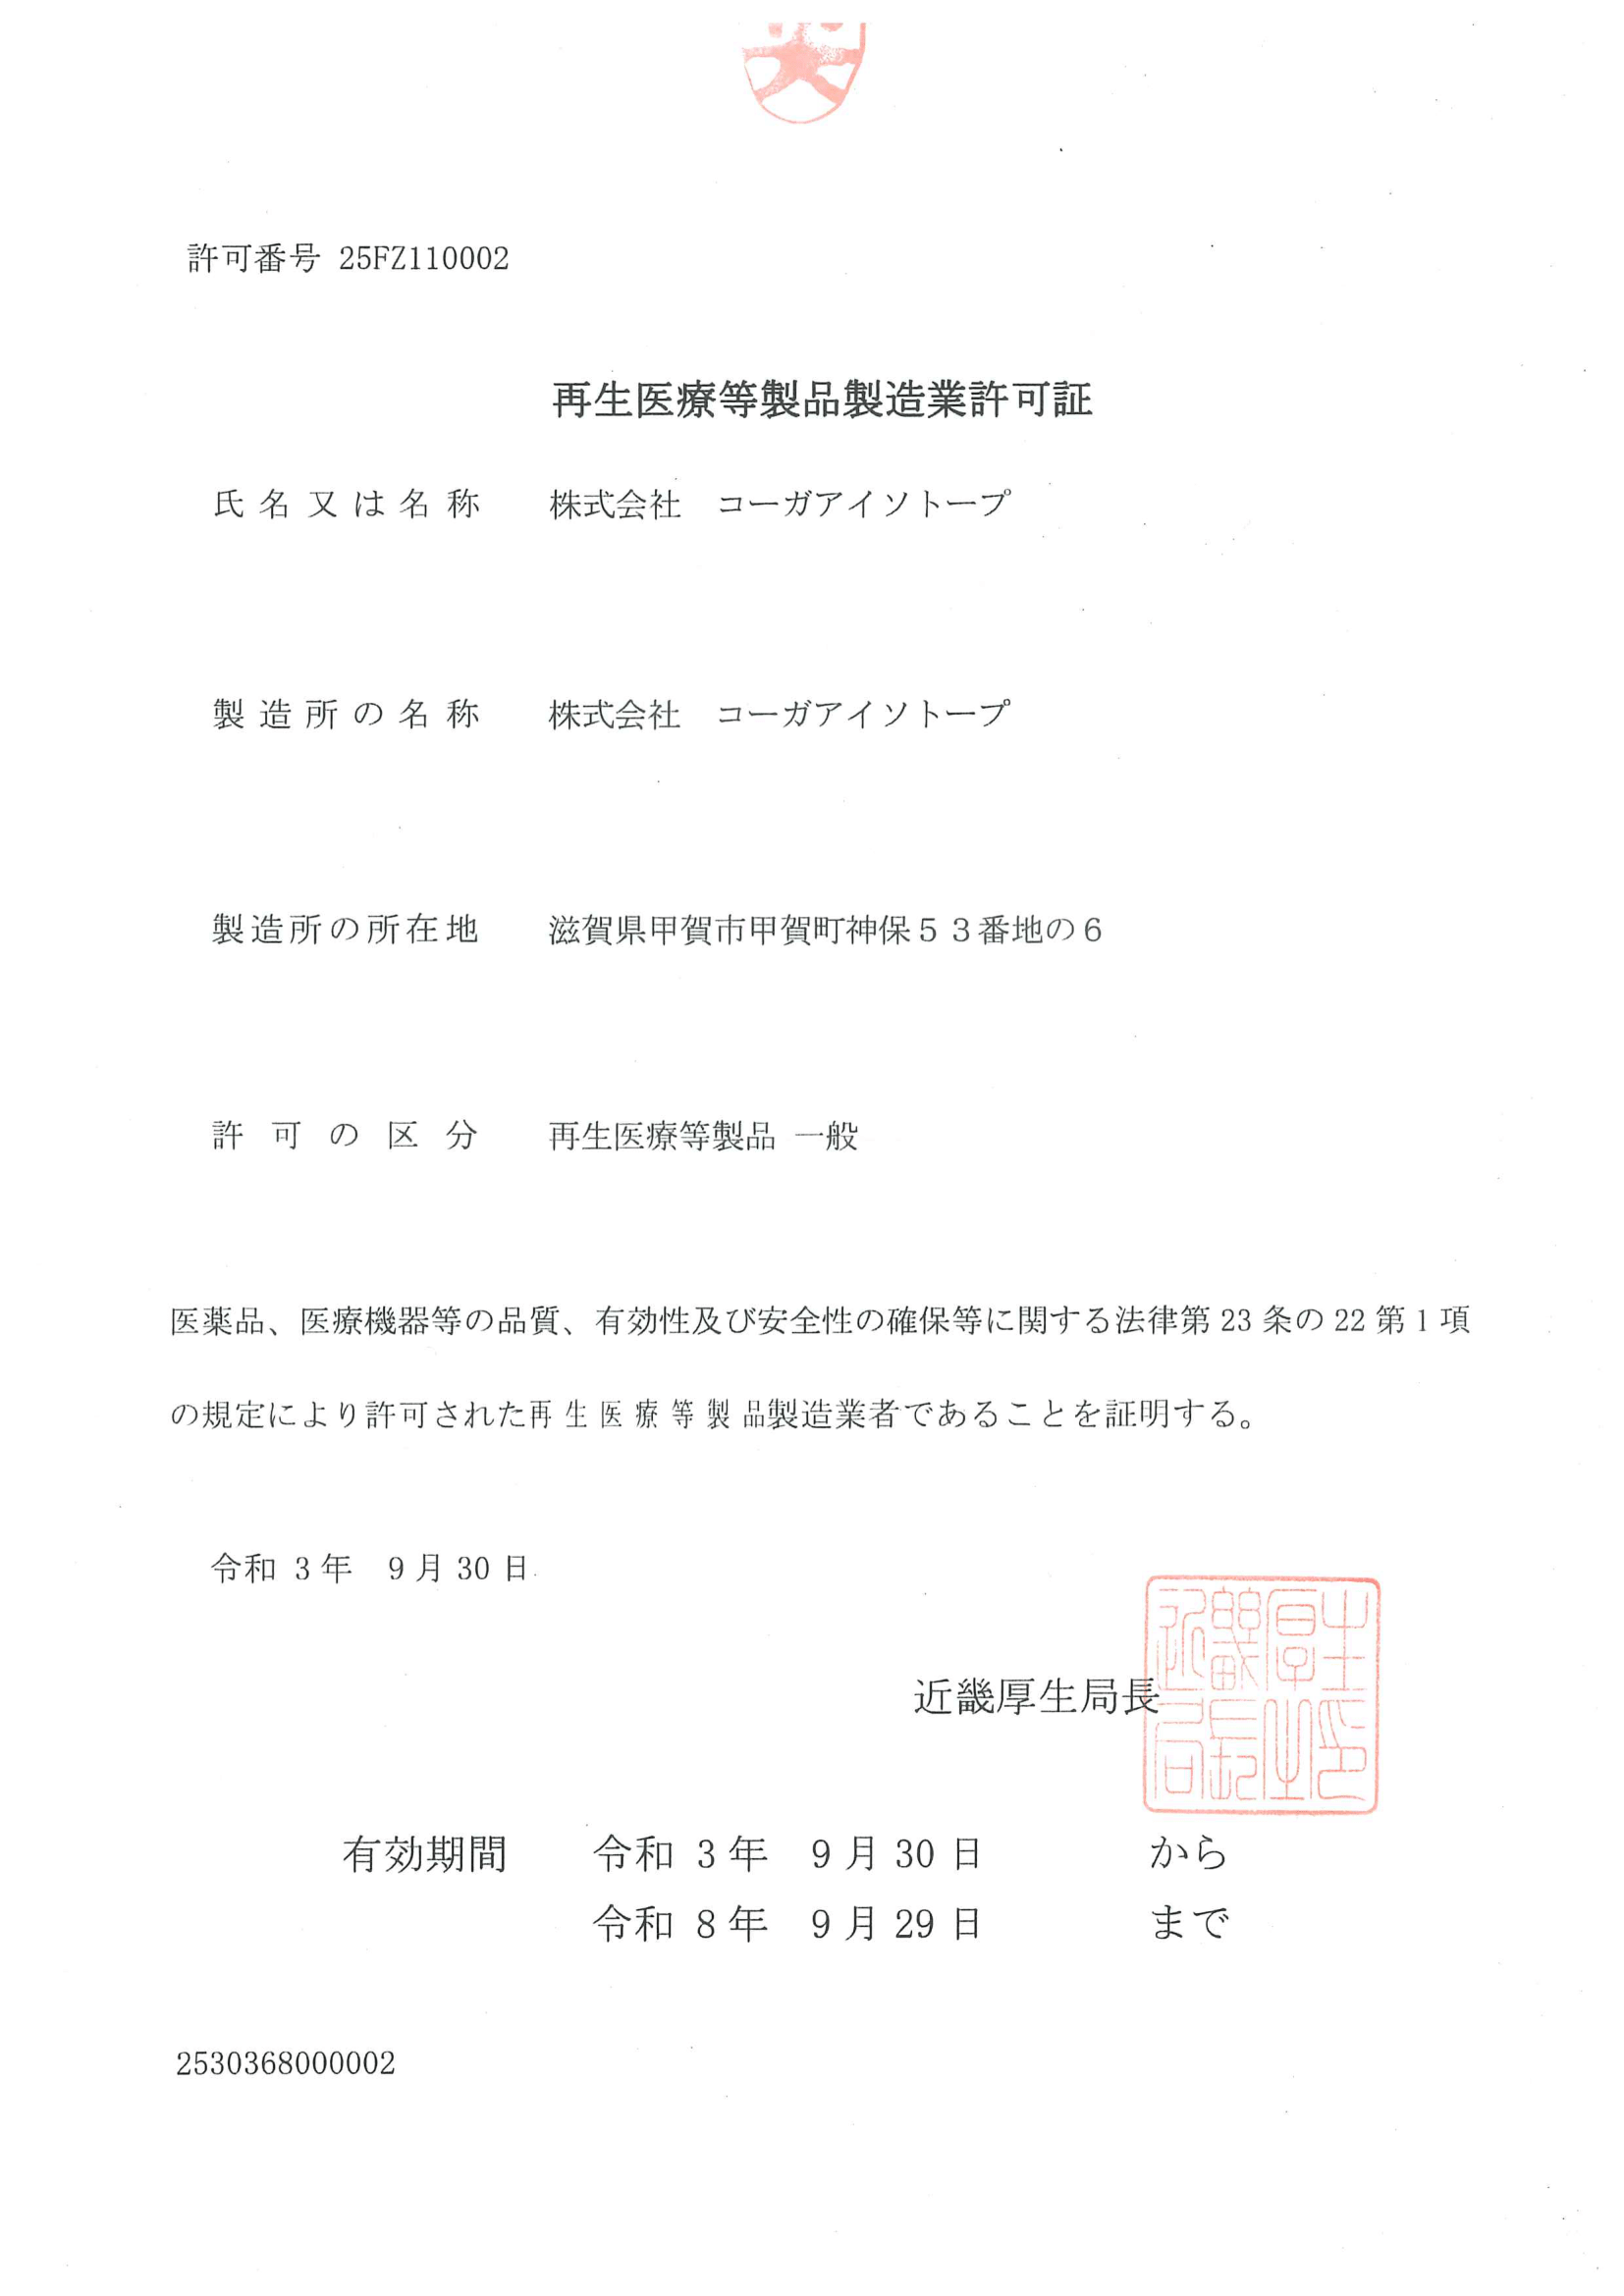 許可番号 25FZ110002
再生医療等製品製造業許可証
氏名又は名称 株式会社 コーガアイソトープ
製造所の名称 株式会社 コーガアイソトープ
製造所の所在地 滋賀県甲賀市甲賀町神保５３番地の６
許可の区分 再生医療等製品 一般
医薬品、医療機器等の品質、有効性及び安全性の確保等に関する法律第 23 条の 22 第 1 項
の規定により許可された再生医療等製品製造業者であることを証明する。
令和 3 年 9 月 30 日
近畿厚生局長
有効期間 令和 3 年 9 月 30 日 から
令和 8 年 9 月 29 日 まで
2530368000002